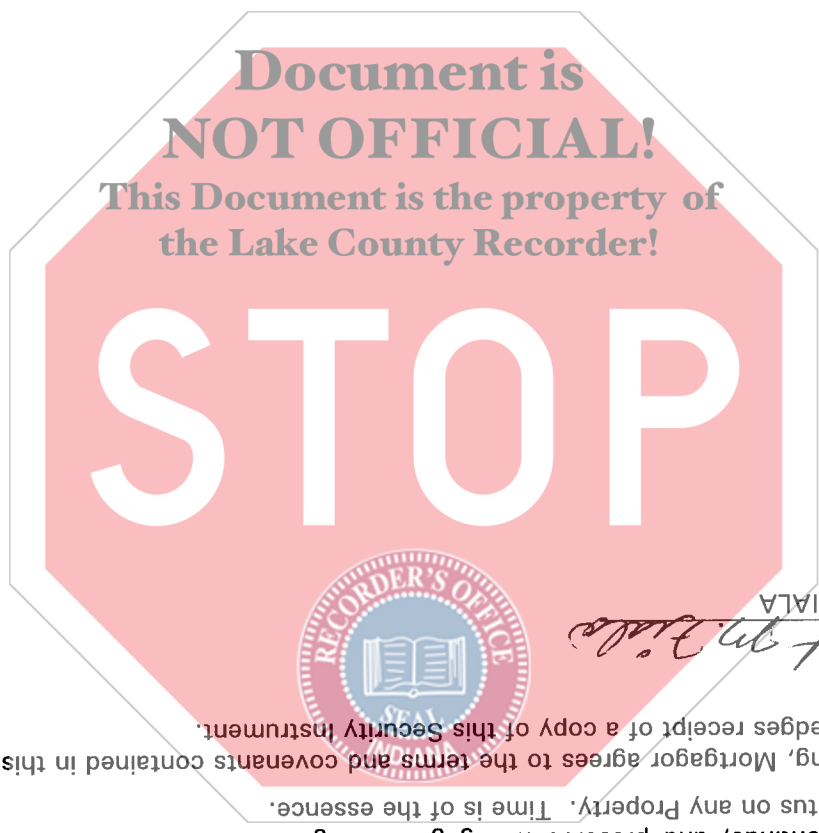 Document is
NOT OFFICIAL!
This Document is the property of
the Lake County Recorder!
STOP
RECORDER'S OFFICE
SEAL
INDIANA
tus on any Property. Time is of the essence.
ng, Mortgagor agrees to the terms and covenants contained in this
dges receipt of a copy of this Security Instrument.
IALA